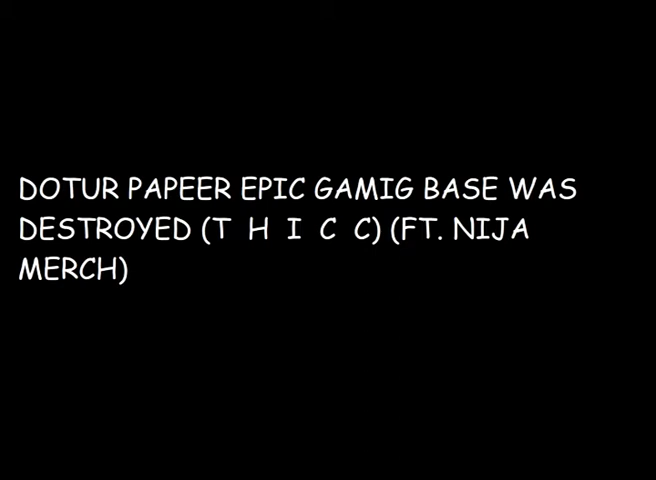 DOTUR PAPEER EPIC GAMIG BASE WAS
DESTROYED (T  H  I  C  C) (FT. NIJA
MERCH)